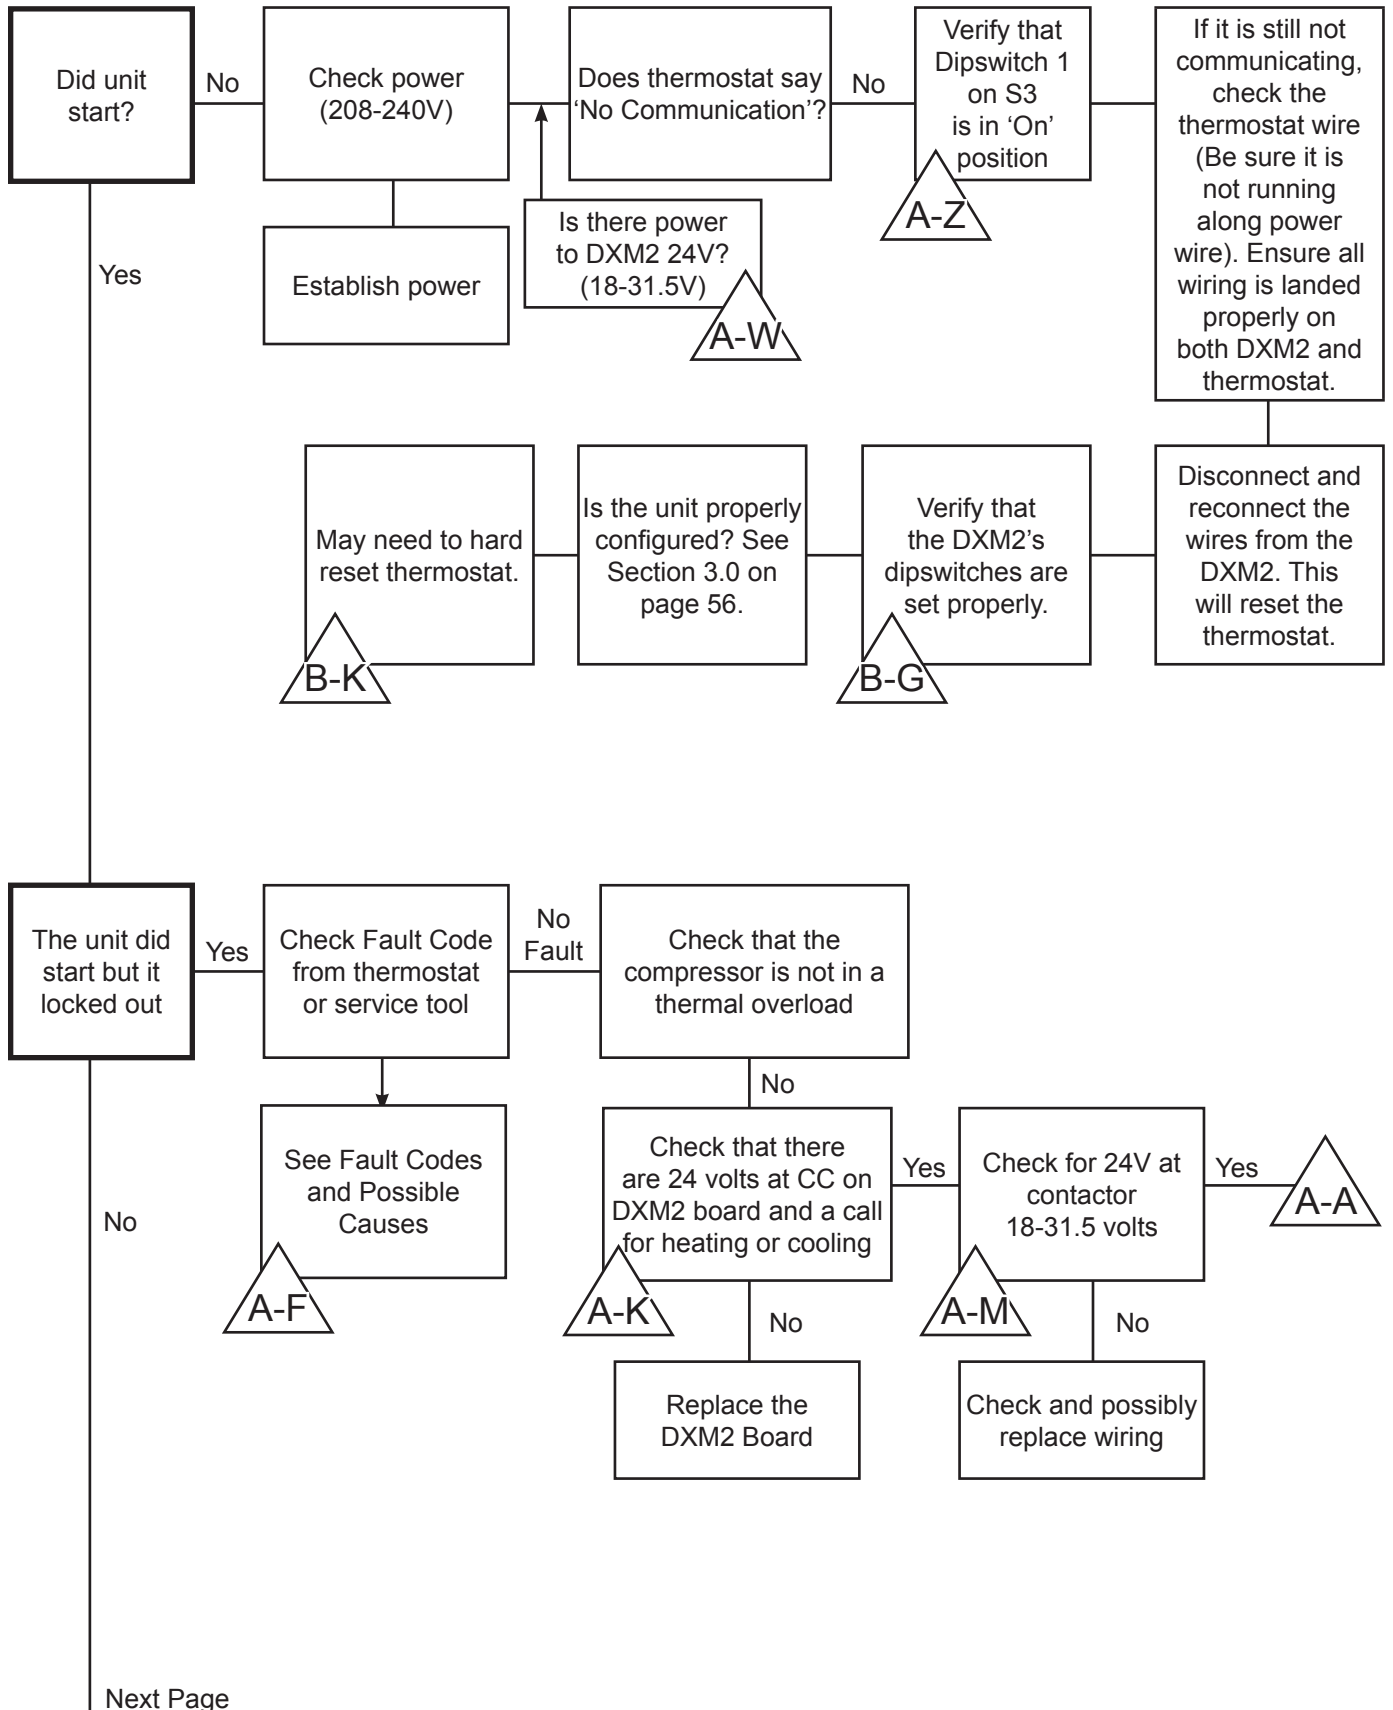 Did unit
start?
No
Check power
(208-240V)
Does thermostat say
‘No Communication’?
No
Verify that
Dipswitch 1
on S3
is in ‘On’
position
A-Z
If it is still not
communicating,
check the
thermostat wire
(Be sure it is
not running
along power
wire). Ensure all
wiring is landed
properly on
both DXM2 and
thermostat.
Is there power
to DXM2 24V?
(18-31.5V)
A-W
Establish power
Yes
May need to hard
reset thermostat.
B-K
Is the unit properly
configured? See
Section 3.0 on
page 56.
Verify that
the DXM2’s
dipswitches are
set properly.
B-G
Disconnect and
reconnect the
wires from the
DXM2. This
will reset the
thermostat.
The unit did
start but it
locked out
Yes
Check Fault Code
from thermostat
or service tool
No
Fault
Check that the
compressor is not in a
thermal overload
No
See Fault Codes
and Possible
Causes
A-F
Check that there
are 24 volts at CC on
DXM2 board and a call
for heating or cooling
A-K
Yes
Check for 24V at
contactor
18-31.5 volts
A-M
Yes
A-A
No
No
Replace the
DXM2 Board
No
Check and possibly
replace wiring
Next Page